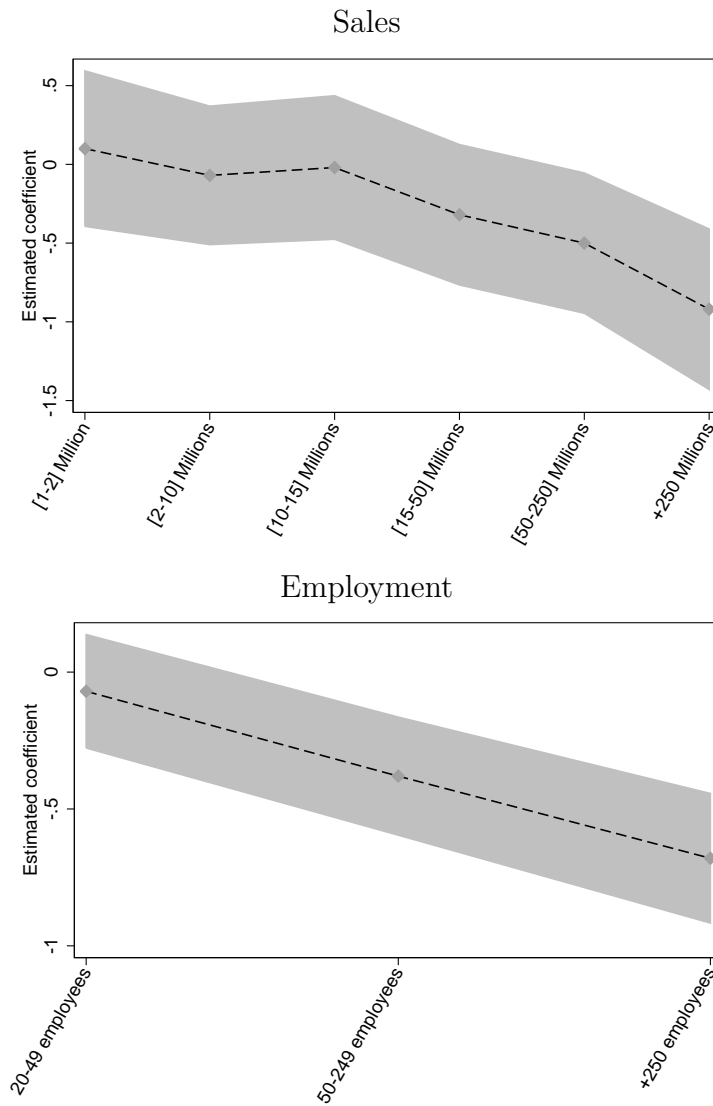 Sales
Estimated coefficient
.5
0
-.5
-1
-1.5
[1-2] Million
[2-10] Millions
[10-15] Millions
[15-50] Millions
[50-250] Millions
+250 Millions
Employment
Estimated coefficient
0
-.5
-1
20-49 employees
50-249 employees
+250 employees